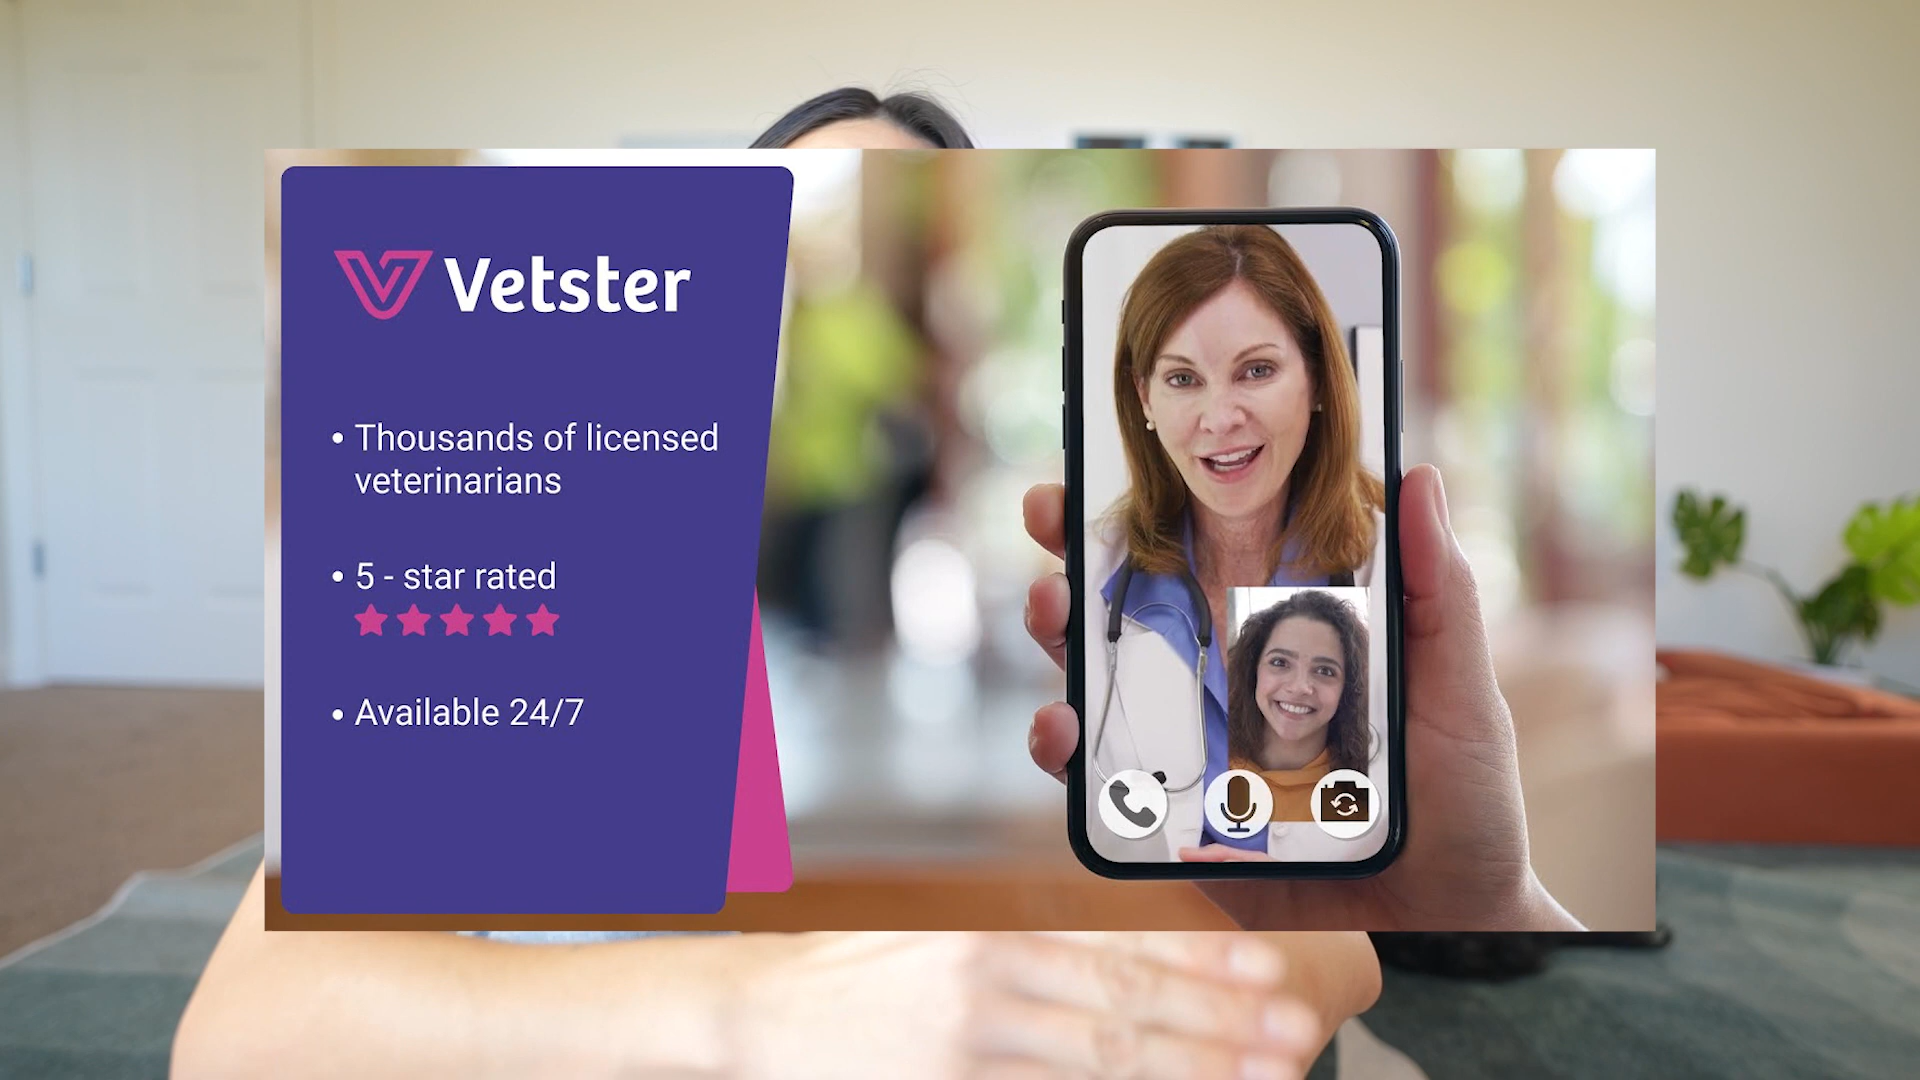 Vetster
• Thousands of licensed
veterinarians
• 5 - star rated
• Available 24/7